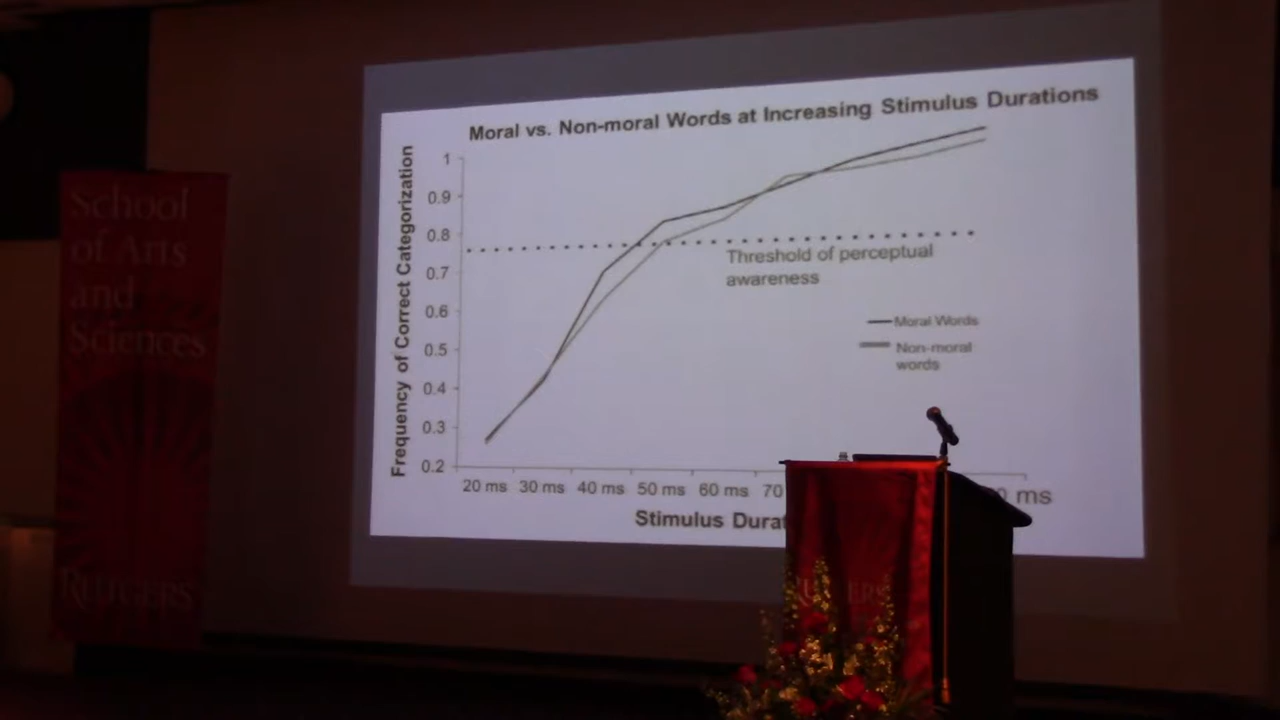 School
of Arts
and
Sciences
RUTGERS
Moral vs. Non-moral Words at Increasing Stimulus Durations
Frequency of Correct Categorization
1
0.9
0.8
0.7
0.6
0.5
0.4
0.3
0.2
Threshold of perceptual
awareness
Moral Words
Non-moral
words
20 ms 30 ms 40 ms 50 ms 60 ms 70 ms
Stimulus